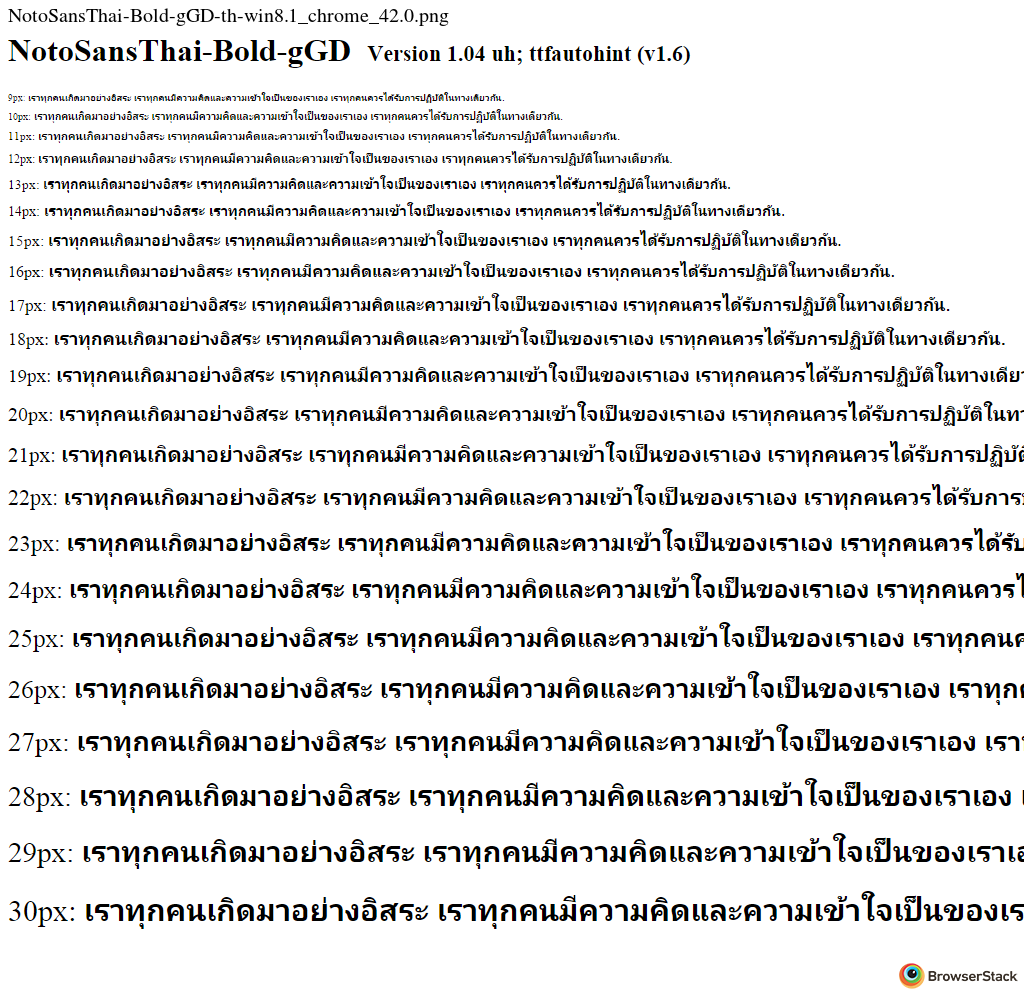 NotoSansThai-Bold-gGD-th-win8.1_chrome_42.0.png
NotoSansThai-Bold-gGD Version 1.04 uh; ttfautohint (v1.6)
9px: เราทุกคนเกิดมาอย่างอิสระ เราทุกคนมีความคิดและความเข้าใจเป็นของเราเอง เราทุกคนควรได้รับการปฏิบัติในทางเดียวกัน.
10px: เราทุกคนเกิดมาอย่างอิสระ เราทุกคนมีความคิดและความเข้าใจเป็นของเราเอง เราทุกคนควรได้รับการปฏิบัติในทางเดียวกัน.
11px: เราทุกคนเกิดมาอย่างอิสระ เราทุกคนมีความคิดและความเข้าใจเป็นของเราเอง เราทุกคนควรได้รับการปฏิบัติในทางเดียวกัน.
12px: เราทุกคนเกิดมาอย่างอิสระ เราทุกคนมีความคิดและความเข้าใจเป็นของเราเอง เราทุกคนควรได้รับการปฏิบัติในทางเดียวกัน.
13px: เราทุกคนเกิดมาอย่างอิสระ เราทุกคนมีความคิดและความเข้าใจเป็นของเราเอง เราทุกคนควรได้รับการปฏิบัติในทางเดียวกัน.
14px: เราทุกคนเกิดมาอย่างอิสระ เราทุกคนมีความคิดและความเข้าใจเป็นของเราเอง เราทุกคนควรได้รับการปฏิบัติในทางเดียวกัน.
15px: เราทุกคนเกิดมาอย่างอิสระ เราทุกคนมีความคิดและความเข้าใจเป็นของเราเอง เราทุกคนควรได้รับการปฏิบัติในทางเดียวกัน.
16px: เราทุกคนเกิดมาอย่างอิสระ เราทุกคนมีความคิดและความเข้าใจเป็นของเราเอง เราทุกคนควรได้รับการปฏิบัติในทางเดียวกัน.
17px: เราทุกคนเกิดมาอย่างอิสระ เราทุกคนมีความคิดและความเข้าใจเป็นของเราเอง เราทุกคนควรได้รับการปฏิบัติในทางเดียวกัน.
18px: เราทุกคนเกิดมาอย่างอิสระ เราทุกคนมีความคิดและความเข้าใจเป็นของเราเอง เราทุกคนควรได้รับการปฏิบัติในทางเดียวกัน.
19px: เราทุกคนเกิดมาอย่างอิสระ เราทุกคนมีความคิดและความเข้าใจเป็นของเราเอง เราทุกคนควรได้รับการปฏิบัติในทางเดีย
20px: เราทุกคนเกิดมาอย่างอิสระ เราทุกคนมีความคิดและความเข้าใจเป็นของเราเอง เราทุกคนควรได้รับการปฏิบัติในท
21px: เราทุกคนเกิดมาอย่างอิสระ เราทุกคนมีความคิดและความเข้าใจเป็นของเราเอง เราทุกคนควรได้รับการปฏิบัติ
22px: เราทุกคนเกิดมาอย่างอิสระ เราทุกคนมีความคิดและความเข้าใจเป็นของเราเอง เราทุกคนควรได้รับการ
23px: เราทุกคนเกิดมาอย่างอิสระ เราทุกคนมีความคิดและความเข้าใจเป็นของเราเอง เราทุกคนควรได้รับ
24px: เราทุกคนเกิดมาอย่างอิสระ เราทุกคนมีความคิดและความเข้าใจเป็นของเราเอง เราทุกคนควรไ
25px: เราทุกคนเกิดมาอย่างอิสระ เราทุกคนมีความคิดและความเข้าใจเป็นของเราเอง เราทุกคนค
26px: เราทุกคนเกิดมาอย่างอิสระ เราทุกคนมีความคิดและความเข้าใจเป็นของเราเอง เราทุก
27px: เราทุกคนเกิดมาอย่างอิสระ เราทุกคนมีความคิดและความเข้าใจเป็นของเราเอง เรา
28px: เราทุกคนเกิดมาอย่างอิสระ เราทุกคนมีความคิดและความเข้าใจเป็นของเราเอง
29px: เราทุกคนเกิดมาอย่างอิสระ เราทุกคนมีความคิดและความเข้าใจเป็นของเราเอ
30px: เราทุกคนเกิดมาอย่างอิสระ เราทุกคนมีความคิดและความเข้าใจเป็นของเร
BrowserStack